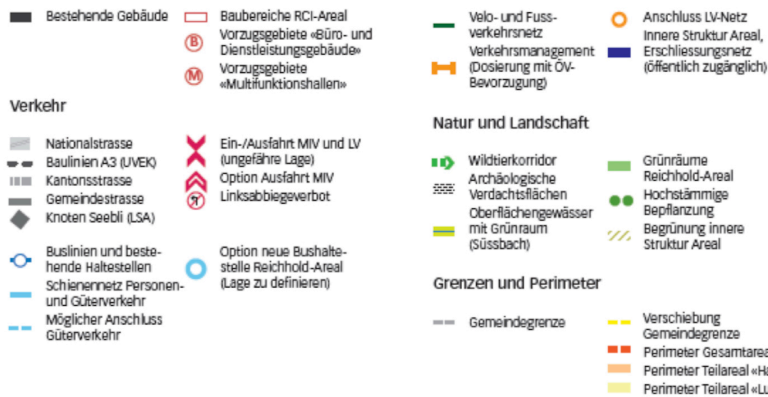 Bestehende Gebäude
Baubereiche RCI-Areal
B
Vorzugsgebiete «Büro- und
Dienstleistungsgebäude»
M
Vorzugsgebiete
«Multifunktionshallen»
Verkehr
Nationalstrasse
Baulinien A3 (UVEK)
Kantonsstrasse
Gemeindestrasse
Knoten Seebli (LSA)
Ein-/Ausfahrt MIV und LV
(ungefähre Lage)
Option Ausfahrt MIV
Linksabbiegeverbot
Buslinien und beste-
hende Haltestellen
Schienennetz Personen-
und Güterverkehr
Möglicher Anschluss
Güterverkehr
Option neue Bushalte-
stelle Reichhold-Areal
(Lage zu definieren)
Velo- und Fuss-
verkehrsnetz
Verkehrsmanagement
(Dosierung mit ÖV-
Bevorzugung)
Anschluss LV-Netz
Innere Struktur Areal,
Erschliessungsnetz
(öffentlich zugänglich)
Natur und Landschaft
Wildtierkorridor
Archäologische
Verdachtsflächen
Oberflächengewässer
mit Grünraum
(Süssbach)
Grünräume
Reichhold-Areal
Hochstämmige
Bepflanzung
Begrünung innere
Struktur Areal
Grenzen und Perimeter
Gemeindegrenze
Verschiebung
Gemeindegrenze
Perimeter Gesamtareal
Perimeter Teilareal «Ha
Perimeter Teilareal «Lu